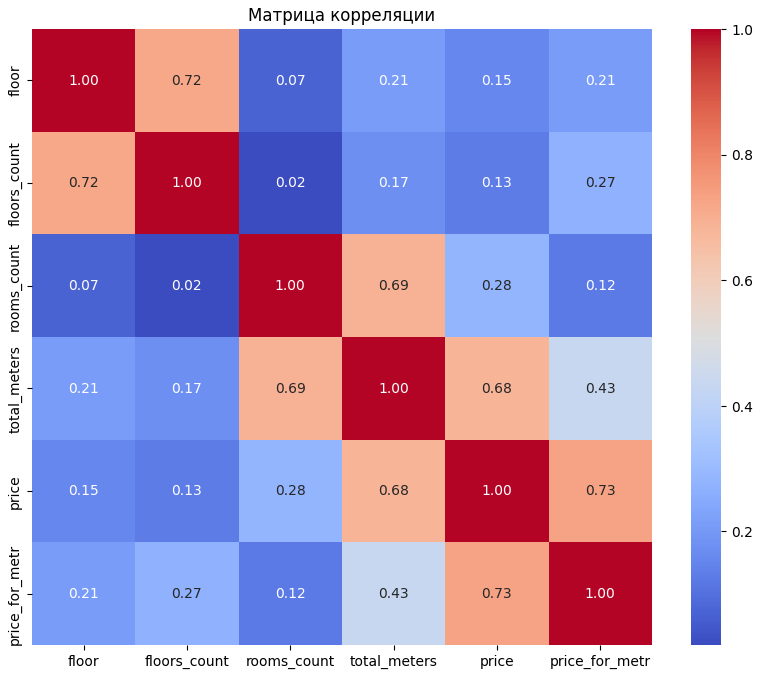 Матрица корреляции
floor 1.00 0.72 0.07 0.21 0.15 0.21
floors_count 0.72 1.00 0.02 0.17 0.13 0.27
rooms_count 0.07 0.02 1.00 0.69 0.28 0.12
total_meters 0.21 0.17 0.69 1.00 0.68 0.43
price 0.15 0.13 0.28 0.68 1.00 0.73
price_for_metr 0.21 0.27 0.12 0.43 0.73 1.00
floor floors_count rooms_count total_meters price price_for_metr
1.0
0.8
0.6
0.4
0.2